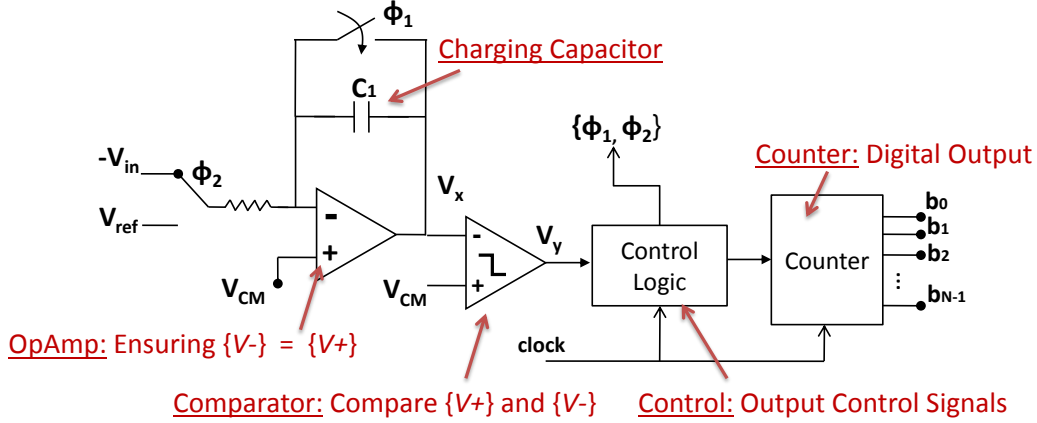 Φ1
Charging Capacitor
C1
{Φ1, Φ2}
Counter: Digital Output
-Vin
Φ2
Vx
b0
b1
Vref
Vy
Control
Logic
Counter
b2
⋮
VCM
VCM
bN-1
-
+
-
+
OpAmp: Ensuring {V-} = {V+}
clock
Comparator: Compare {V+} and {V-}
Control: Output Control Signals